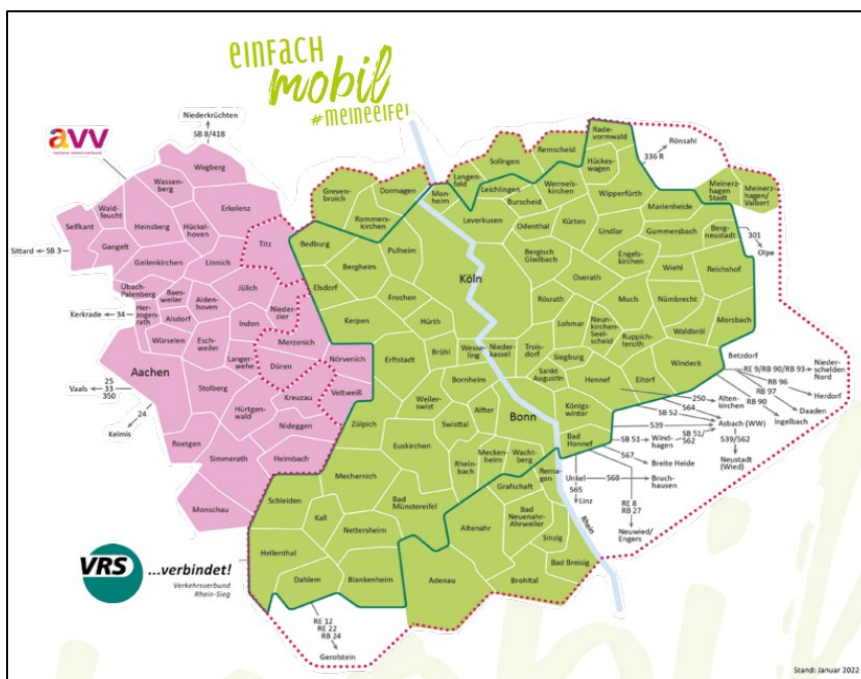 einfach
mobil
#meineeifel
avv
Niederkrüchten
SB 8/418
Wegberg
Wassenberg
Erkelenz
Waldfeucht
Heinsberg
Hückelhoven
Selfkant
Gangelt
Geilenkirchen
Linnich
Titz
Sittard
SB 3
Übach-
Palenberg
Baesweiler
Aldenhoven
Jülich
Niederzier
Kerkrade
34
Herzogenrath
Alsdorf
Inden
Merzenich
Würselen
Eschweiler
Langerwehe
Düren
Nörvenich
Aachen
Vaals
25
33
350
24
Kelmis
Stolberg
Kreuzau
Vettweiß
Hürtgenwald
Nideggen
Roetgen
Simmerath
Heimbach
Monschau
Grevenbroich
Dormagen
Rommerskirchen
Monheim
Langenfeld
Solingen
Remscheid
Radevormwald
Rönsahl
336 R
Leichlingen
Wermelskirchen
Hückeswagen
Burscheid
Wipperfürth
Meinerzhagen
Stadt
Meinerzhagen/
Valbert
Marienheide
Leverkusen
Odenthal
Kürten
Lindlar
Gummersbach
Bergneustadt
301
Olpe
Bedburg
Bergheim
Pulheim
Köln
Bergisch
Gladbach
Engelskirchen
Overath
Wiehl
Reichshof
Elsdorf
Frechen
Rösrath
Much
Nümbrecht
Kerpen
Hürth
Lohmar
Neunkirchen-
Seelscheid
Ruppichteroth
Waldbröl
Morsbach
Erftstadt
Brühl
Wesseling
Niederkassel
Troisdorf
Siegburg
Windeck
Bornheim
Sankt
Augustin
Hennef
Eitorf
Weilerswist
Zülpich
Swisttal
Alfter
Bonn
Königswinter
Euskirchen
Rheinbach
Meckenheim
Wachtberg
Bad
Honnef
Remagen
Mechernich
Grafschaft
Schleiden
Kall
Bad
Münstereifel
Altenahr
Bad
Neuenahr-
Ahrweiler
Nettersheim
Sinzig
Hellenthal
Dahlem
Blankenheim
Adenau
Brohltal
Bad Breisig
Rhein
Betzdorf
RE 9/RB 90/RB 93
Niederschelden
Nord
RB 96
Herdorf
RB 97
Daaden
RB 90
Ingelbach
250
Altenkirchen
564
SB 52
539
Asbach (WW)
SB 51
Windhagen
SB 51/
562
539/562
Neustadt
(Wied)
567
Breite Heide
Unkel
568
Bruchhausen
565
Linz
RE 8
RB 27
Neuwied/
Engers
VRS
...verbindet!
Verkehrsverbund
Rhein-Sieg
RE 12
RE 22
RB 24
Gerolstein
Stand: Januar 2022